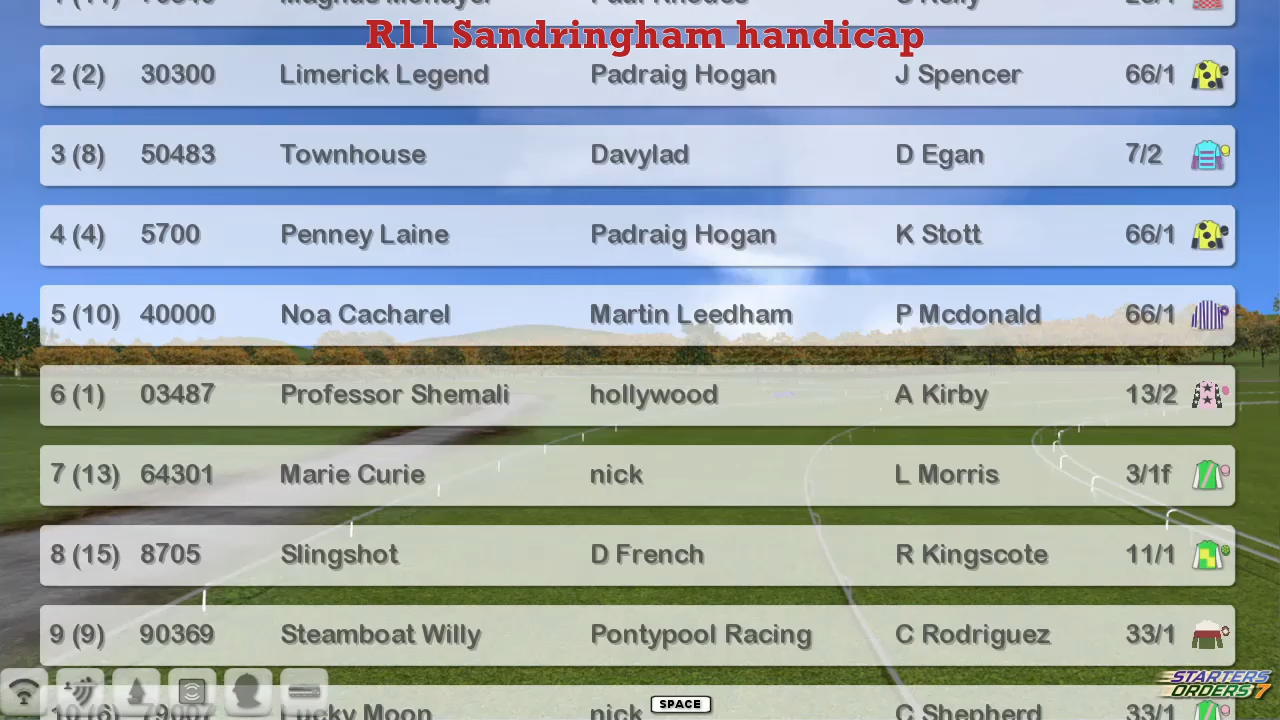 R11 Sandringham handicap
2 (2) 30300 Limerick Legend Padraig Hogan J Spencer 66/1
3 (8) 50483 Townhouse Davylad D Egan 7/2
4 (4) 5700 Penney Laine Padraig Hogan K Stott 66/1
5 (10) 40000 Noa Cacharel Martin Leedham P Mcdonald 66/1
6 (1) 03487 Professor Shemali hollywood A Kirby 13/2
7 (13) 64301 Marie Curie nick L Morris 3/1f
8 (15) 8705 Slingshot D French R Kingscote 11/1
9 (9) 90369 Steamboat Willy Pontypool Racing C Rodriguez 33/1
10 (6) 79007 Lucky Moon nick C Shepherd 33/1
SPACE
STARTERS
ORDERS 7